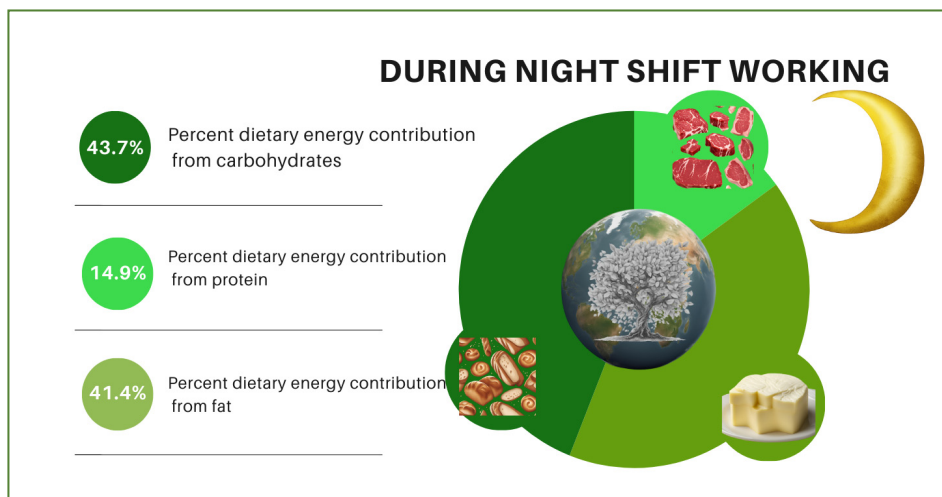 DURING NIGHT SHIFT WORKING
43.7%
Percent dietary energy contribution
from carbohydrates
14.9%
Percent dietary energy contribution
from protein
41.4%
Percent dietary energy contribution
from fat